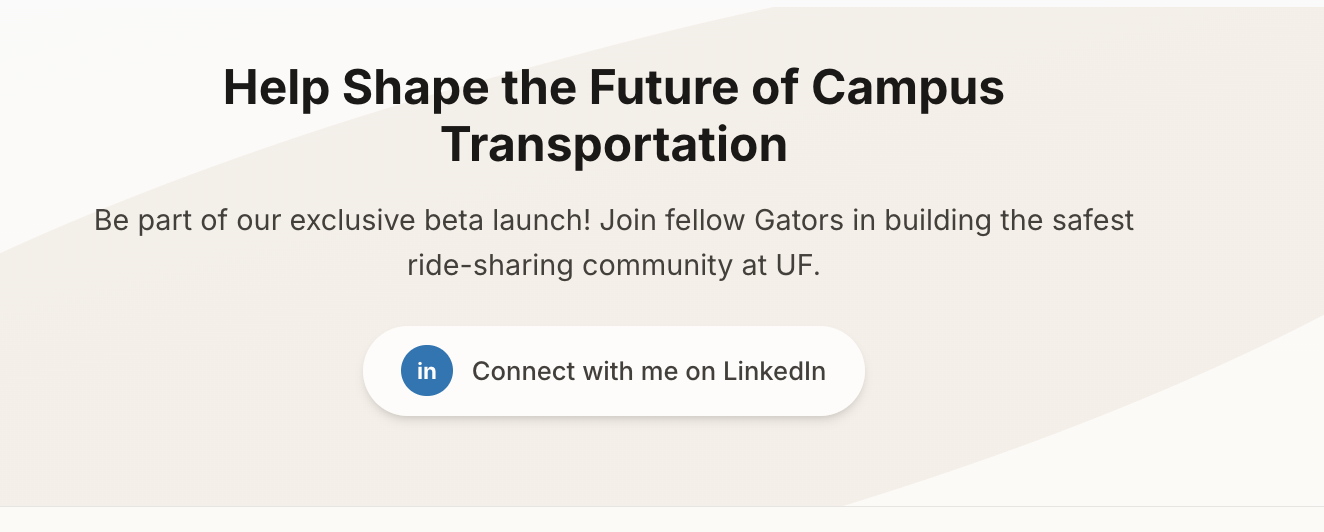 Help Shape the Future of Campus
Transportation
Be part of our exclusive beta launch! Join fellow Gators in building the safest
ride-sharing community at UF.
in Connect with me on LinkedIn